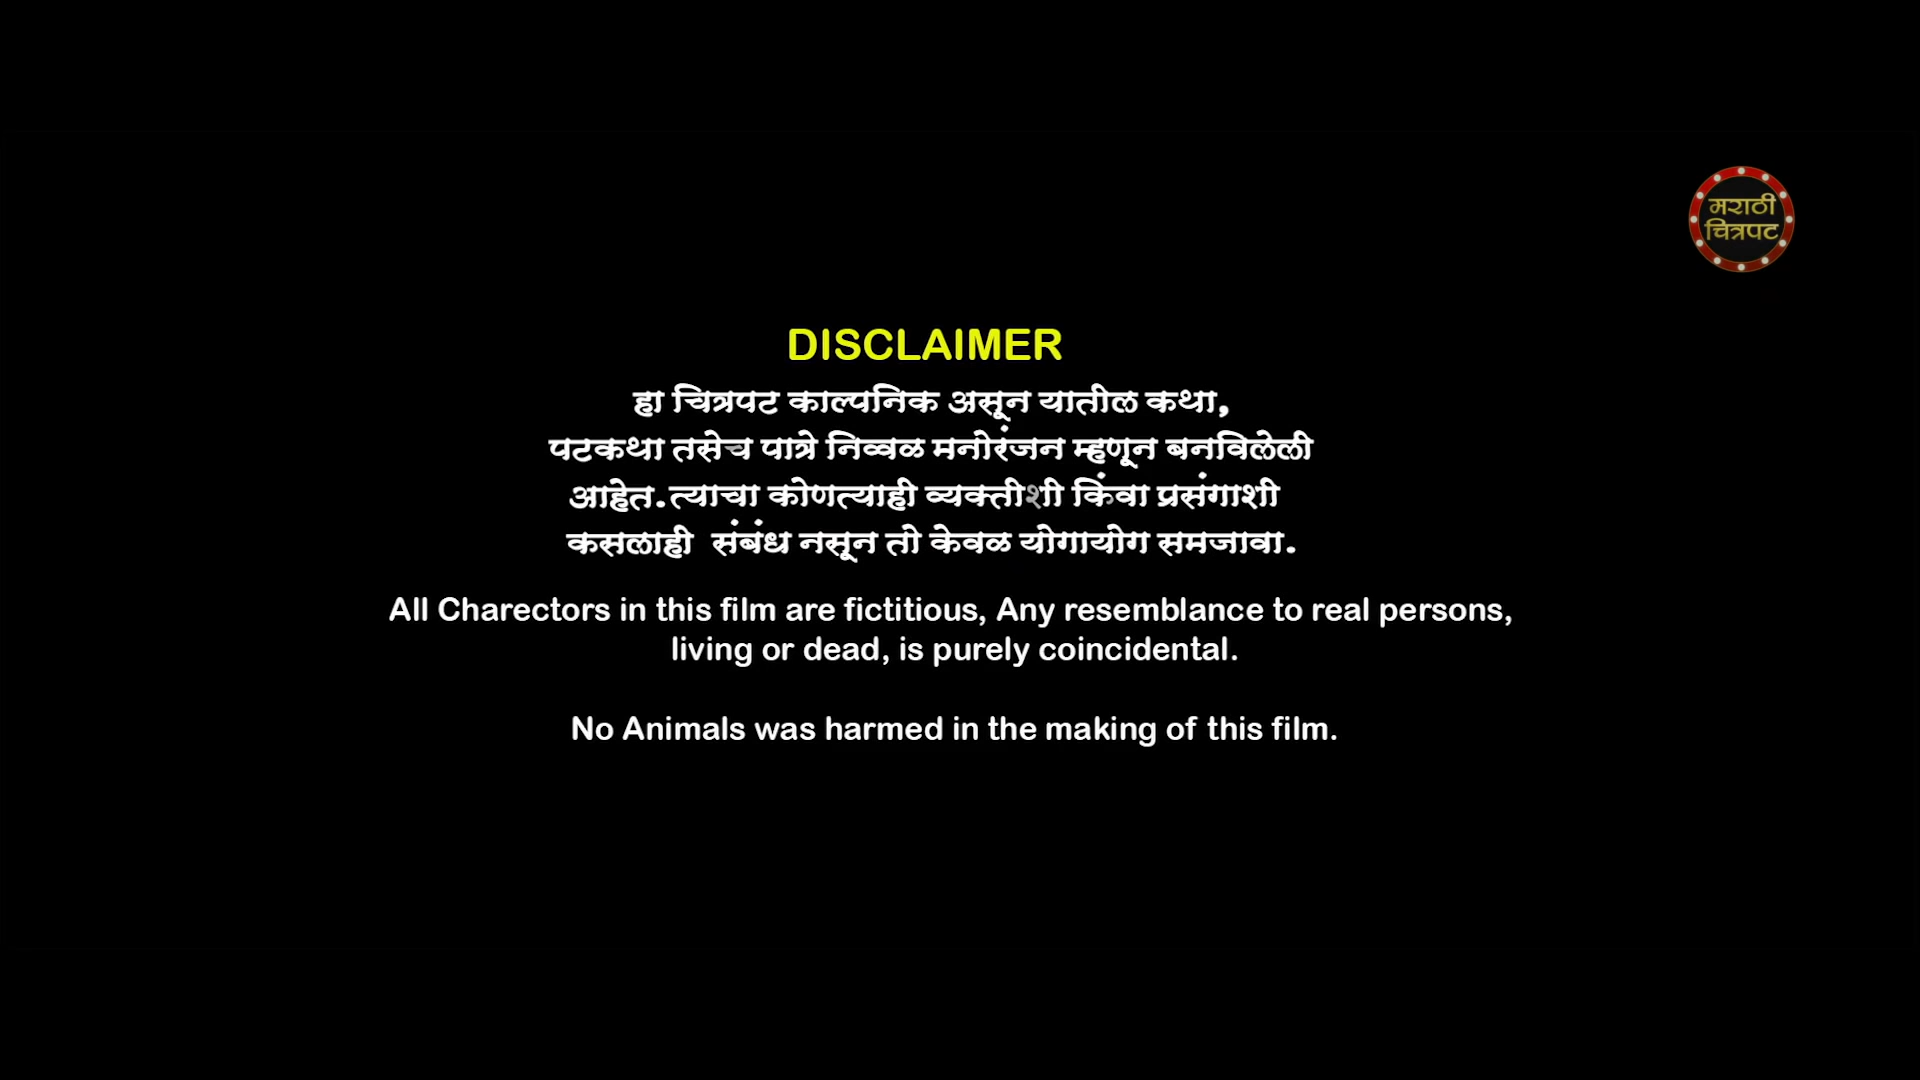 मराठी
चित्रपट
DISCLAIMER
हा चित्रपट काल्पनिक असून यातील कथा,
पटकथा तसेच पात्रे निव्वळ मनोरंजन म्हणून बनविलेली
आहेत.त्याचा कोणत्याही व्यक्तीशी किंवा प्रसंगाशी
कसलाही संबंध नसून तो केवळ योगायोग समजावा.
All Charectors in this film are fictitious, Any resemblance to real persons,
living or dead, is purely coincidental.
No Animals was harmed in the making of this film.